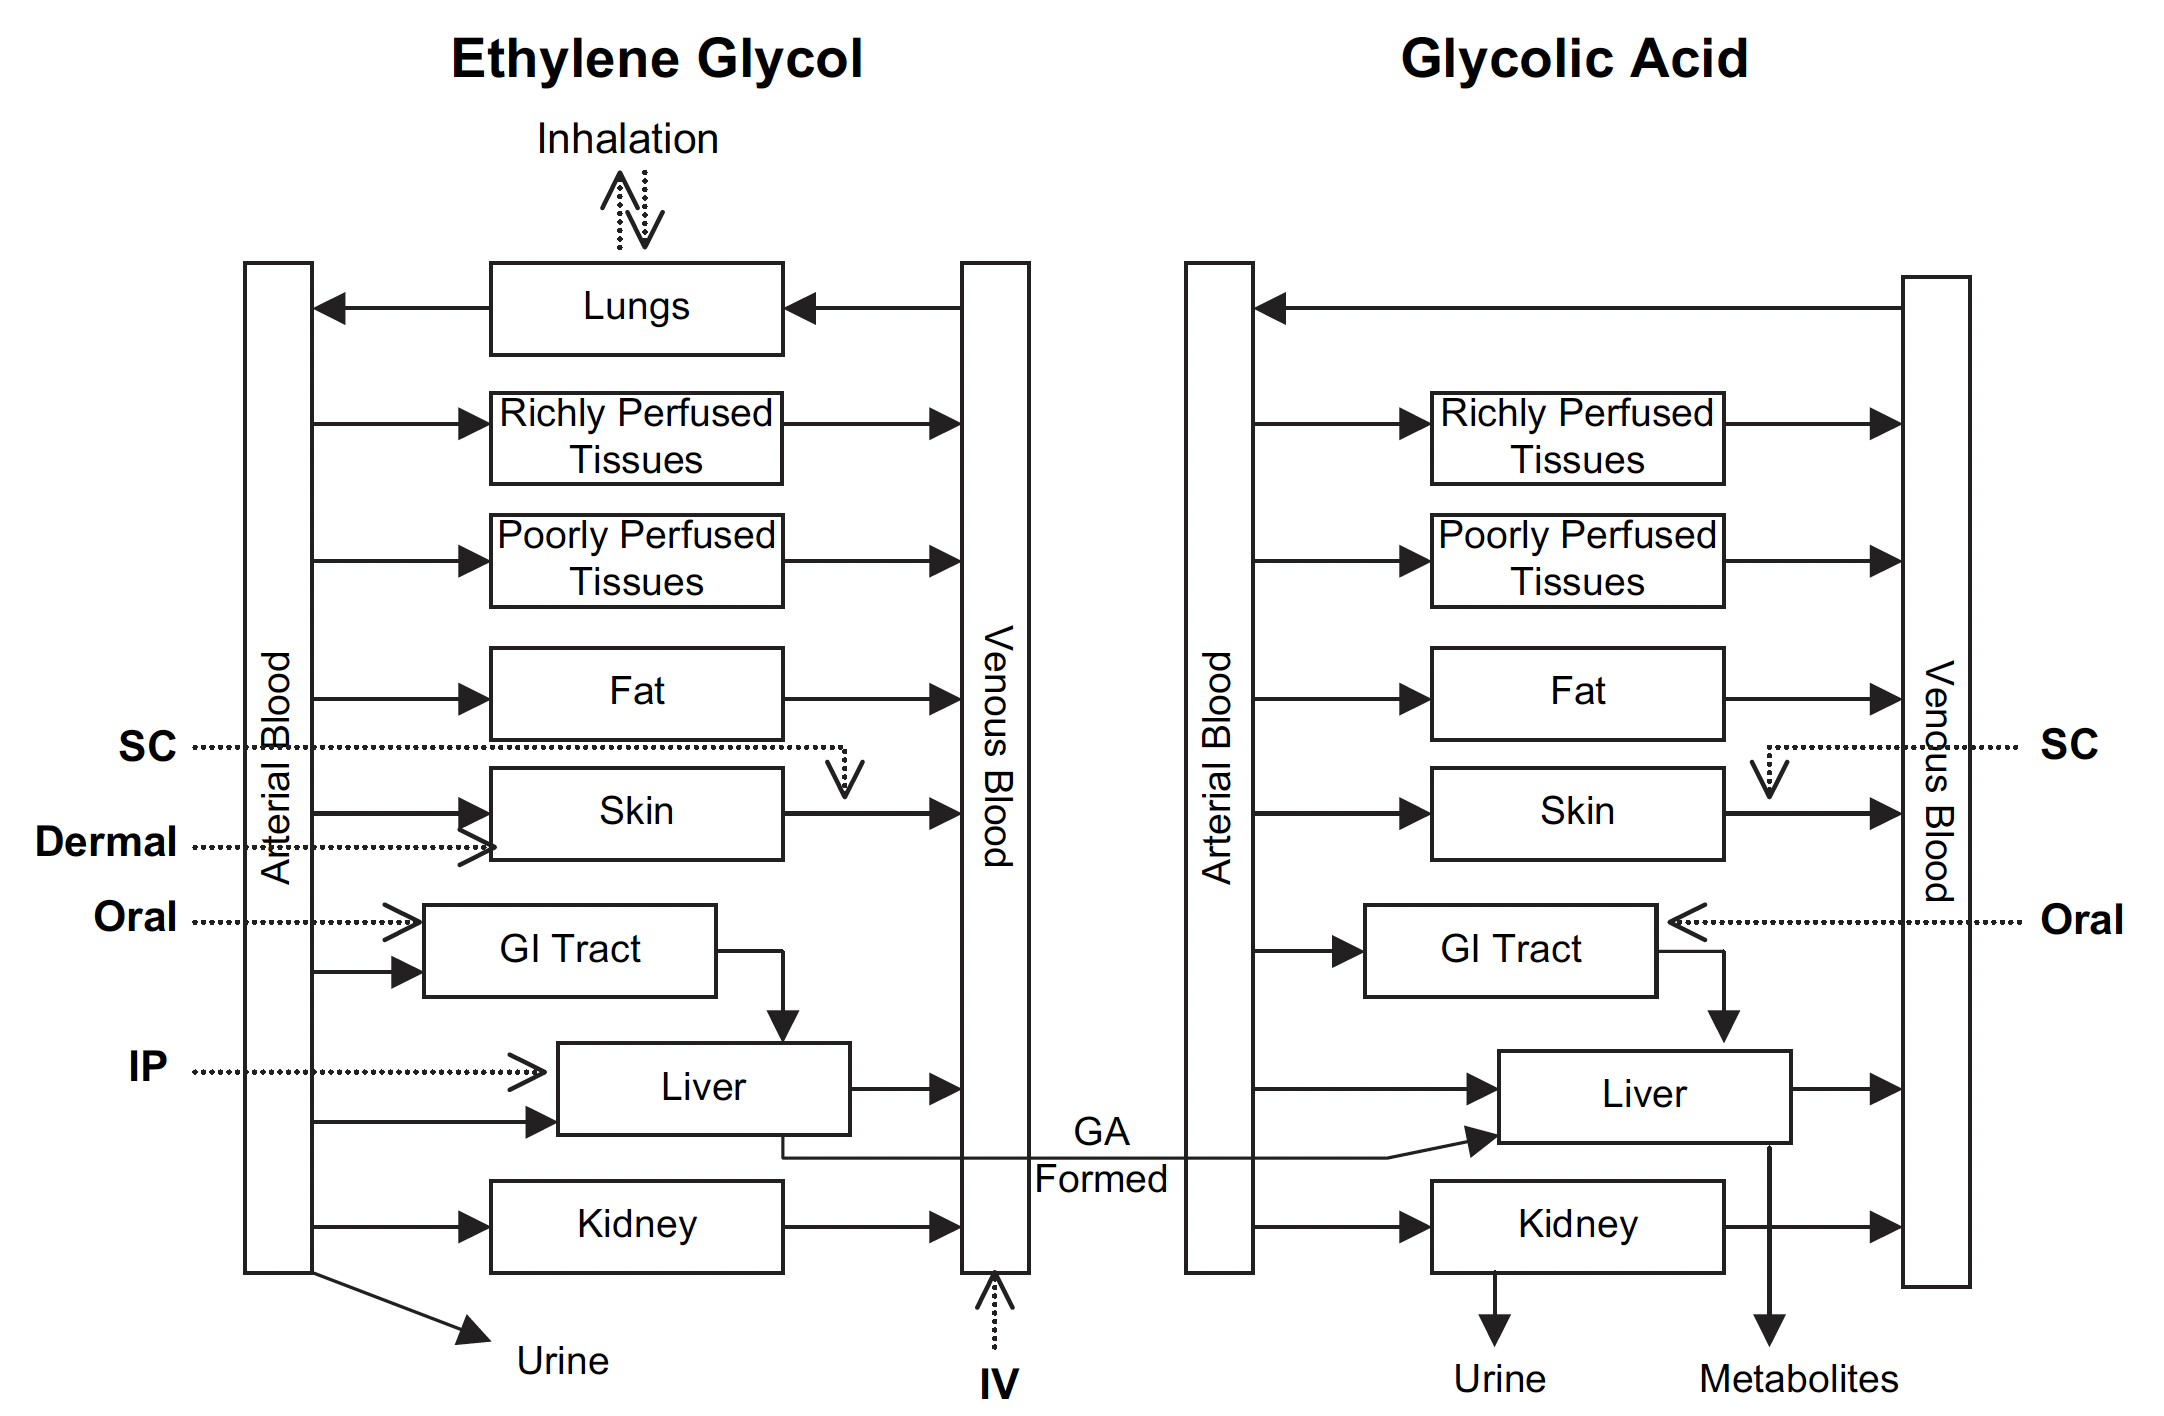 Ethylene Glycol
Glycolic Acid
Inhalation
Lungs
Richly Perfused
Tissues
Richly Perfused
Tissues
Poorly Perfused
Tissues
Poorly Perfused
Tissues
Arterial Blood
Venous Blood
Arterial Blood
Venous Blood
Fat
Fat
SC
SC
Skin
Skin
Dermal
Oral
Oral
GI Tract
GI Tract
IP
Liver
Liver
GA
Formed
Kidney
Kidney
Urine
IV
Urine
Metabolites